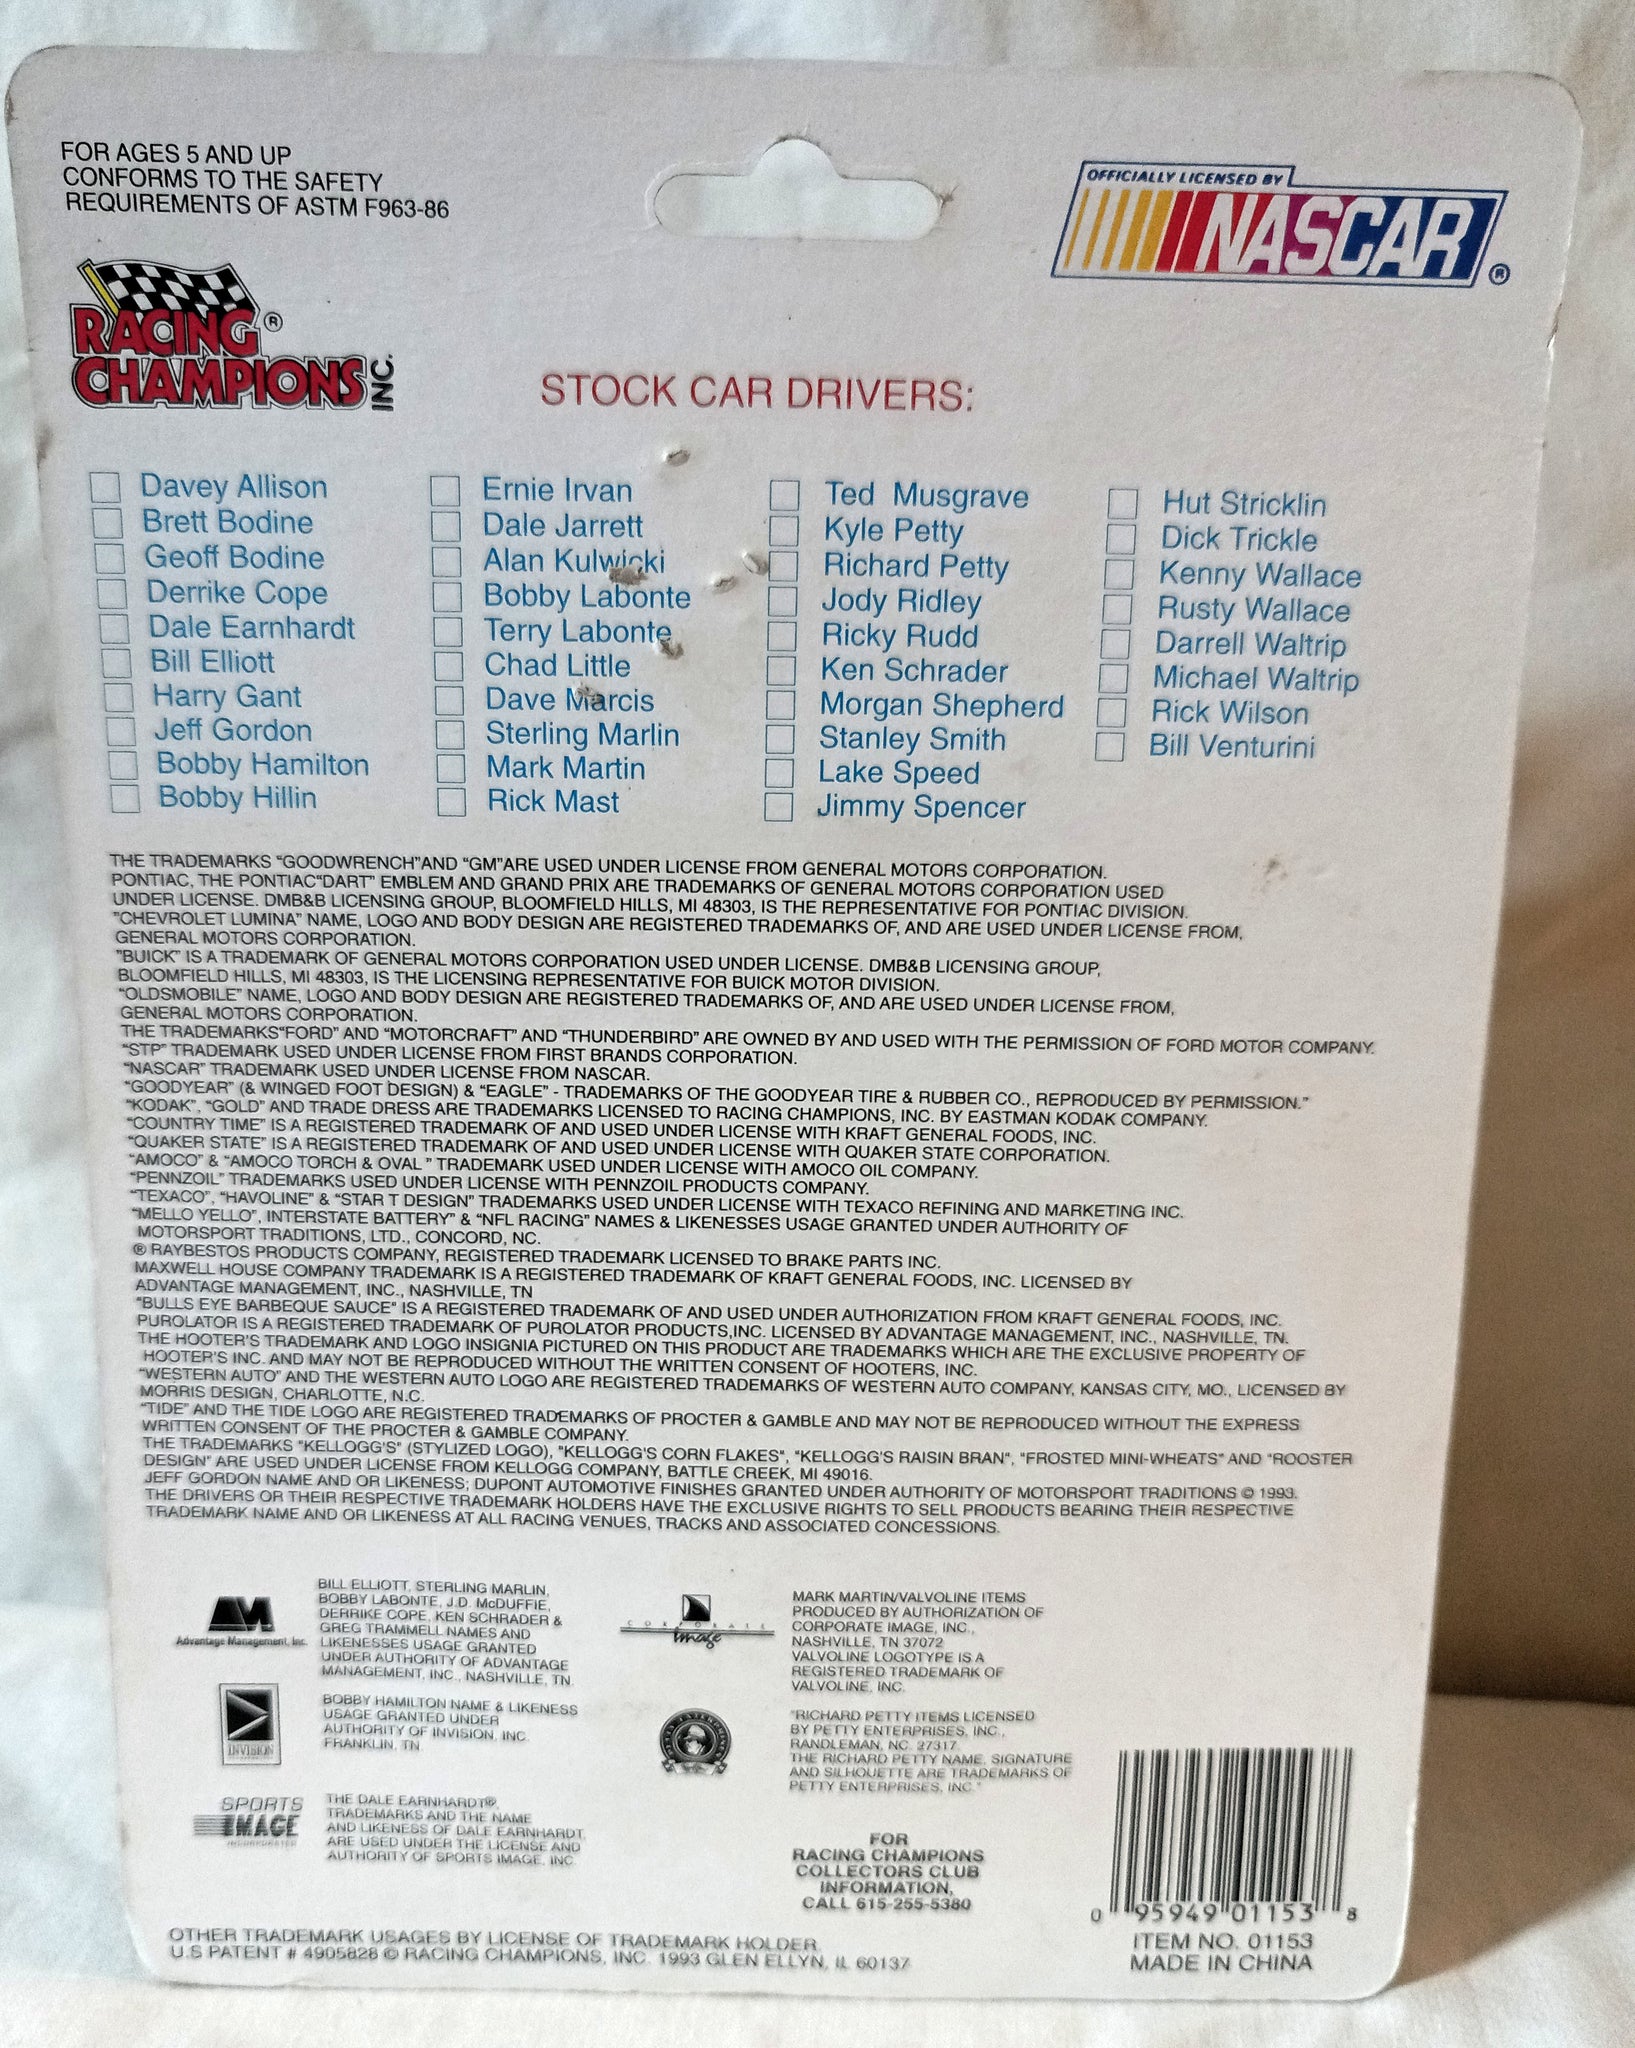 FOR AGES 5 AND UP
CONFORMS TO THE SAFETY
REQUIREMENTS OF ASTM F963-86
OFFICIALLY LICENSED BY
NASCAR ®
RACING ®
CHAMPIONS INC.
STOCK CAR DRIVERS:
Davey Allison
Brett Bodine
Geoff Bodine
Derrike Cope
Dale Earnhardt
Bill Elliott
Harry Gant
Jeff Gordon
Bobby Hamilton
Bobby Hillin
Ernie Irvan
Dale Jarrett
Alan Kulwicki
Bobby Labonte
Terry Labonte
Chad Little
Dave Marcis
Sterling Marlin
Mark Martin
Rick Mast
Ted Musgrave
Kyle Petty
Richard Petty
Jody Ridley
Ricky Rudd
Ken Schrader
Morgan Shepherd
Stanley Smith
Lake Speed
Jimmy Spencer
Hut Stricklin
Dick Trickle
Kenny Wallace
Rusty Wallace
Darrell Waltrip
Michael Waltrip
Rick Wilson
Bill Venturini
THE TRADEMARKS "GOODWRENCH"AND "GM"ARE USED UNDER LICENSE FROM GENERAL MOTORS CORPORATION.
PONTIAC, THE PONTIAC"DART" EMBLEM AND GRAND PRIX ARE TRADEMARKS OF GENERAL MOTORS CORPORATION USED
UNDER LICENSE. DMB&B LICENSING GROUP, BLOOMFIELD HILLS, MI 48303, IS THE REPRESENTATIVE FOR PONTIAC DIVISION.
"CHEVROLET LUMINA" NAME, LOGO AND BODY DESIGN ARE REGISTERED TRADEMARKS OF, AND ARE USED UNDER LICENSE FROM,
GENERAL MOTORS CORPORATION.
"BUICK" IS A TRADEMARK OF GENERAL MOTORS CORPORATION USED UNDER LICENSE. DMB&B LICENSING GROUP,
BLOOMFIELD HILLS, MI 48303, IS THE LICENSING REPRESENTATIVE FOR BUICK MOTOR DIVISION.
"OLDSMOBILE" NAME, LOGO AND BODY DESIGN ARE REGISTERED TRADEMARKS OF, AND ARE USED UNDER LICENSE FROM,
GENERAL MOTORS CORPORATION.
THE TRADEMARKS"FORD" AND "MOTORCRAFT" AND "THUNDERBIRD" ARE OWNED BY AND USED WITH THE PERMISSION OF FORD MOTOR COMPANY.
"STP" TRADEMARK USED UNDER LICENSE FROM FIRST BRANDS CORPORATION.
"NASCAR" TRADEMARK USED UNDER LICENSE FROM NASCAR.
"GOODYEAR" (& WINGED FOOT DESIGN) & "EAGLE" - TRADEMARKS OF THE GOODYEAR TIRE & RUBBER CO., REPRODUCED BY PERMISSION."
"KODAK", "GOLD" AND TRADE DRESS ARE TRADEMARKS LICENSED TO RACING CHAMPIONS, INC. BY EASTMAN KODAK COMPANY.
"COUNTRY TIME" IS A REGISTERED TRADEMARK OF AND USED UNDER LICENSE WITH KRAFT GENERAL FOODS, INC.
"QUAKER STATE" IS A REGISTERED TRADEMARK OF AND USED UNDER LICENSE WITH QUAKER STATE CORPORATION.
"AMOCO" & "AMOCO TORCH & OVAL " TRADEMARK USED UNDER LICENSE WITH AMOCO OIL COMPANY.
"PENNZOIL" TRADEMARKS USED UNDER LICENSE WITH PENNZOIL PRODUCTS COMPANY.
"TEXACO", "HAVOLINE" & "STAR T DESIGN" TRADEMARKS USED UNDER LICENSE WITH TEXACO REFINING AND MARKETING INC.
"MELLO YELLO", INTERSTATE BATTERY" & "NFL RACING" NAMES & LIKENESSES USAGE GRANTED UNDER AUTHORITY OF
MOTORSPORT TRADITIONS, LTD., CONCORD, NC.
® RAYBESTOS PRODUCTS COMPANY, REGISTERED TRADEMARK LICENSED TO BRAKE PARTS INC.
MAXWELL HOUSE COMPANY TRADEMARK IS A REGISTERED TRADEMARK OF KRAFT GENERAL FOODS, INC. LICENSED BY
ADVANTAGE MANAGEMENT, INC., NASHVILLE, TN
"BULLS EYE BARBEQUE SAUCE" IS A REGISTERED TRADEMARK OF AND USED UNDER AUTHORIZATION FROM KRAFT GENERAL FOODS, INC.
PUROLATOR IS A REGISTERED TRADEMARK OF PUROLATOR PRODUCTS,INC. LICENSED BY ADVANTAGE MANAGEMENT, INC., NASHVILLE, TN.
THE HOOTER'S TRADEMARK AND LOGO INSIGNIA PICTURED ON THIS PRODUCT ARE TRADEMARKS WHICH ARE THE EXCLUSIVE PROPERTY OF
HOOTER'S INC. AND MAY NOT BE REPRODUCED WITHOUT THE WRITTEN CONSENT OF HOOTERS, INC.
"WESTERN AUTO" AND THE WESTERN AUTO LOGO ARE REGISTERED TRADEMARKS OF WESTERN AUTO COMPANY, KANSAS CITY, MO., LICENSED BY
MORRIS DESIGN, CHARLOTTE, N.C.
"TIDE" AND THE TIDE LOGO ARE REGISTERED TRADEMARKS OF PROCTER & GAMBLE AND MAY NOT BE REPRODUCED WITHOUT THE EXPRESS
WRITTEN CONSENT OF THE PROCTER & GAMBLE COMPANY.
THE TRADEMARKS "KELLOGG'S" (STYLIZED LOGO), "KELLOGG'S CORN FLAKES", "KELLOGG'S RAISIN BRAN", "FROSTED MINI-WHEATS" AND "ROOSTER
DESIGN" ARE USED UNDER LICENSE FROM KELLOGG COMPANY, BATTLE CREEK, MI 49016.
JEFF GORDON NAME AND OR LIKENESS; DUPONT AUTOMOTIVE FINISHES GRANTED UNDER AUTHORITY OF MOTORSPORT TRADITIONS © 1993.
THE DRIVERS OR THEIR RESPECTIVE TRADEMARK HOLDERS HAVE THE EXCLUSIVE RIGHTS TO SELL PRODUCTS BEARING THEIR RESPECTIVE
TRADEMARK NAME AND OR LIKENESS AT ALL RACING VENUES, TRACKS AND ASSOCIATED CONCESSIONS.
Advantage Management, Inc.
BILL ELLIOTT, STERLING MARLIN,
BOBBY LABONTE, J.D. McDUFFIE,
DERRIKE COPE, KEN SCHRADER &
GREG TRAMMELL NAMES AND
LIKENESSES USAGE GRANTED
UNDER AUTHORITY OF ADVANTAGE
MANAGEMENT, INC., NASHVILLE, TN.
INVISION
BOBBY HAMILTON NAME & LIKENESS
USAGE GRANTED UNDER
AUTHORITY OF INVISION, INC.
FRANKLIN, TN
SPORTS
IMAGE
INCORPORATED
THE DALE EARNHARDT®,
TRADEMARKS AND THE NAME
AND LIKENESS OF DALE EARNHARDT,
ARE USED UNDER THE LICENSE AND
AUTHORITY OF SPORTS IMAGE, INC.
CORPORATE
Image
MARK MARTIN/VALVOLINE ITEMS
PRODUCED BY AUTHORIZATION OF
CORPORATE IMAGE, INC.,
NASHVILLE, TN 37072
VALVOLINE LOGOTYPE IS A
REGISTERED TRADEMARK OF
VALVOLINE, INC.
"RICHARD PETTY ITEMS LICENSED
BY PETTY ENTERPRISES, INC.,
RANDLEMAN, NC. 27317.
THE RICHARD PETTY NAME, SIGNATURE
AND SILHOUETTE ARE TRADEMARKS OF
PETTY ENTERPRISES, INC."
FOR
RACING CHAMPIONS
COLLECTORS CLUB
INFORMATION,
CALL 615-255-5380
0 95949 01153 8
ITEM NO. 01153
MADE IN CHINA
OTHER TRADEMARK USAGES BY LICENSE OF TRADEMARK HOLDER.
U.S PATENT # 4905828 © RACING CHAMPIONS, INC. 1993 GLEN ELLYN, IL 60137